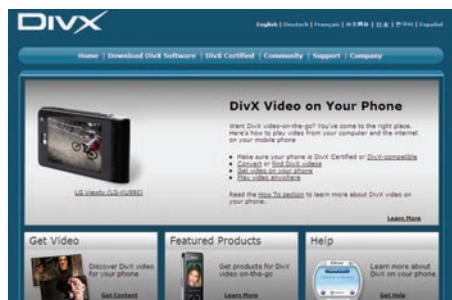 DIVX
English | Deutsch | Français | 中文简体 | 日本 | 한국어 | Español
Home | Download DivX Software | DivX Certified | Community | Support | Company
DivX Video on Your Phone
Want DivX video-on-the-go? You've come to the right place.
Here's how to play video from your computer and the internet
on your mobile phone
Make sure your phone is DivX Certified or DivX-compatible
Convert or find DivX videos
Get video on your phone
Play video anywhere
LG Viewty (LG-KU990)
Read the How To section to learn more about DivX video on
your phone.
Learn More
Get Video
Discover DivX video
for your phone
Get Content
Featured Products
Get products for DivX
video on-the-go
Learn More
Help
Learn more about
DivX on your phone
Get Help